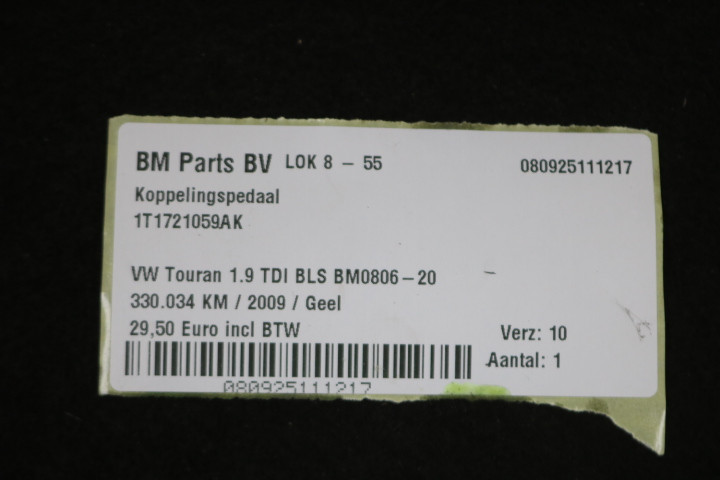 BM Parts BV LOK 8 – 55 080925111217
Koppelingspedaal
1T1721059AK
VW Touran 1.9 TDI BLS BM0806–20
330.034 KM / 2009 / Geel
29,50 Euro incl BTW
Verz: 10
Aantal: 1
080925111217